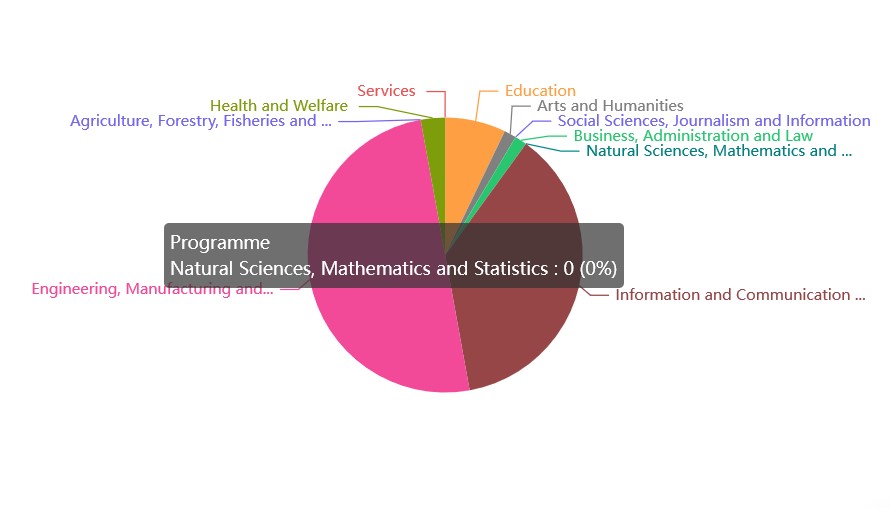 Services
Education
Health and Welfare
Arts and Humanities
Agriculture, Forestry, Fisheries and ...
Social Sciences, Journalism and Information
Business, Administration and Law
Natural Sciences, Mathematics and ...
Programme
Natural Sciences, Mathematics and Statistics : 0 (0%)
Engineering, Manufacturing and...
Information and Communication ...